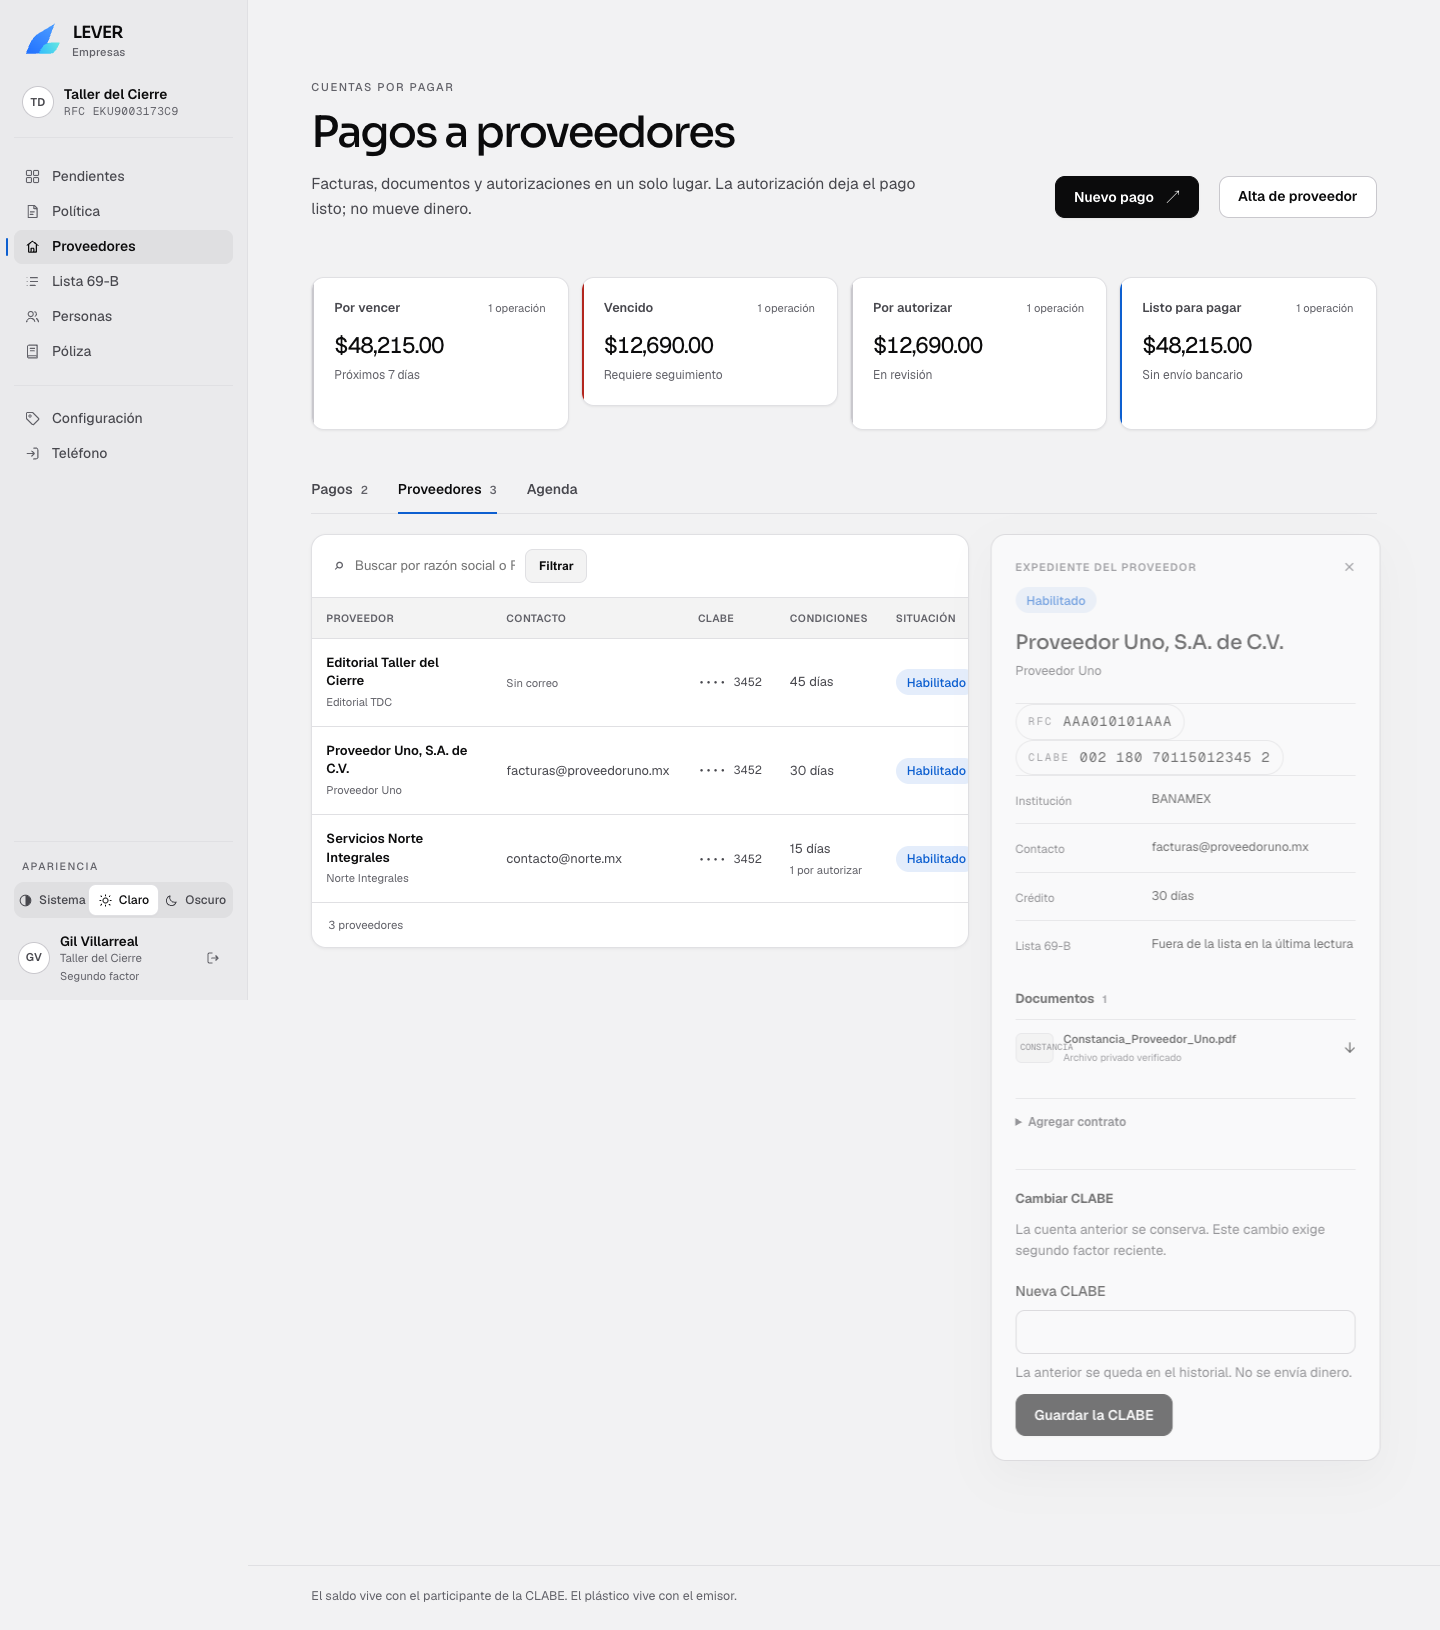 LEVER
Empresas
TD
Taller del Cierre
RFC EKU9003173C9
Pendientes
Política
Proveedores
Lista 69-B
Personas
Póliza
Configuración
Teléfono
APARIENCIA
Sistema
Claro
Oscuro
GV
Gil Villarreal
Taller del Cierre
Segundo factor
CUENTAS POR PAGAR
Pagos a proveedores
Facturas, documentos y autorizaciones en un solo lugar. La autorización deja el pago
listo; no mueve dinero.
Nuevo pago
Alta de proveedor
Por vencer 1 operación
$48,215.00
Próximos 7 días
Vencido 1 operación
$12,690.00
Requiere seguimiento
Por autorizar 1 operación
$12,690.00
En revisión
Listo para pagar 1 operación
$48,215.00
Sin envío bancario
Pagos 2 Proveedores 3 Agenda
Buscar por razón social o
Filtrar
PROVEEDOR CONTACTO CLABE CONDICIONES SITUACIÓN
Editorial Taller del
Cierre
Editorial TDC
Sin correo
•••• 3452
45 días
Habilitado
Proveedor Uno, S.A. de
C.V.
Proveedor Uno
facturas@proveedoruno.mx
•••• 3452
30 días
Habilitado
Servicios Norte
Integrales
Norte Integrales
contacto@norte.mx
•••• 3452
15 días
1 por autorizar
Habilitado
3 proveedores
EXPEDIENTE DEL PROVEEDOR
Habilitado
Proveedor Uno, S.A. de C.V.
Proveedor Uno
RFC AAA010101AAA
CLABE 002 180 70115012345 2
Institución BANAMEX
Contacto facturas@proveedoruno.mx
Crédito 30 días
Lista 69-B Fuera de la lista en la última lectura
Documentos 1
CONSTANCIA
Constancia_Proveedor_Uno.pdf
Archivo privado verificado
Agregar contrato
Cambiar CLABE
La cuenta anterior se conserva. Este cambio exige
segundo factor reciente.
Nueva CLABE
La anterior se queda en el historial. No se envía dinero.
Guardar la CLABE
El saldo vive con el participante de la CLABE. El plástico vive con el emisor.